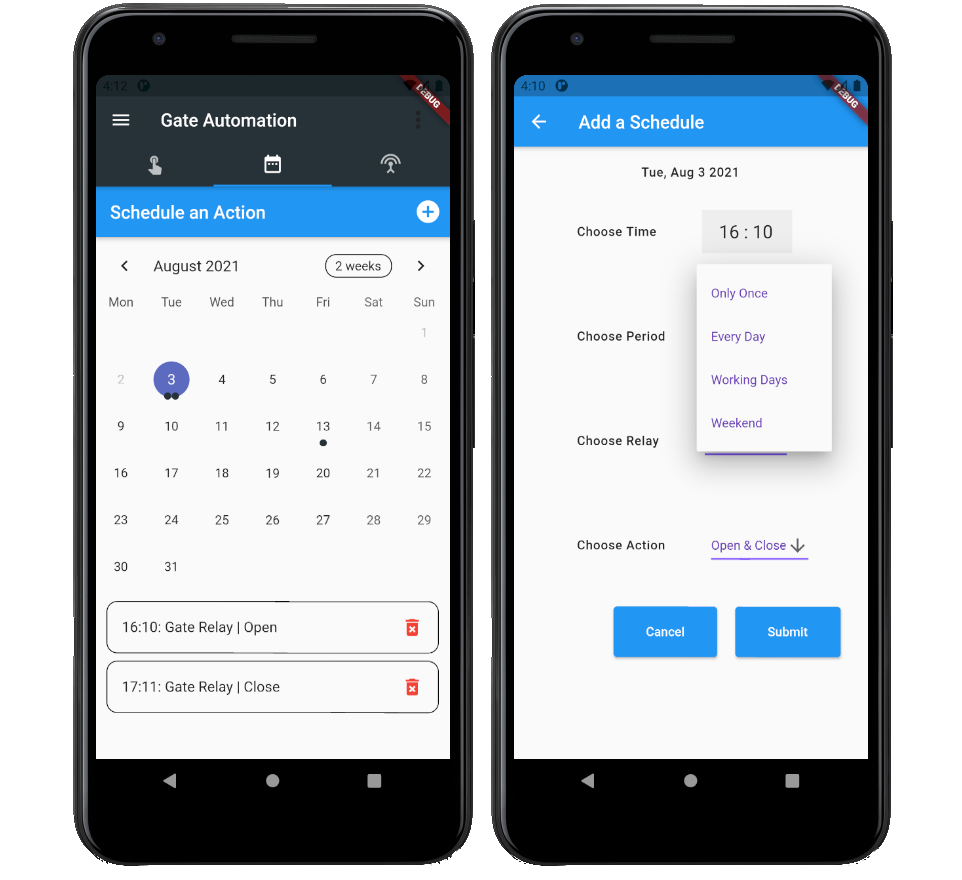 4:12
DEBUG
Gate Automation
Schedule an Action
August 2021
2 weeks
Mon Tue Wed Thu Fri Sat Sun
1
2 3 4 5 6 7 8
9 10 11 12 13 14 15
16 17 18 19 20 21 22
23 24 25 26 27 28 29
30 31
16:10: Gate Relay | Open
17:11: Gate Relay | Close
4:10
DEBUG
Add a Schedule
Tue, Aug 3 2021
Choose Time 16 : 10
Only Once
Choose Period Every Day
Working Days
Weekend
Choose Relay
Choose Action Open & Close
Cancel Submit